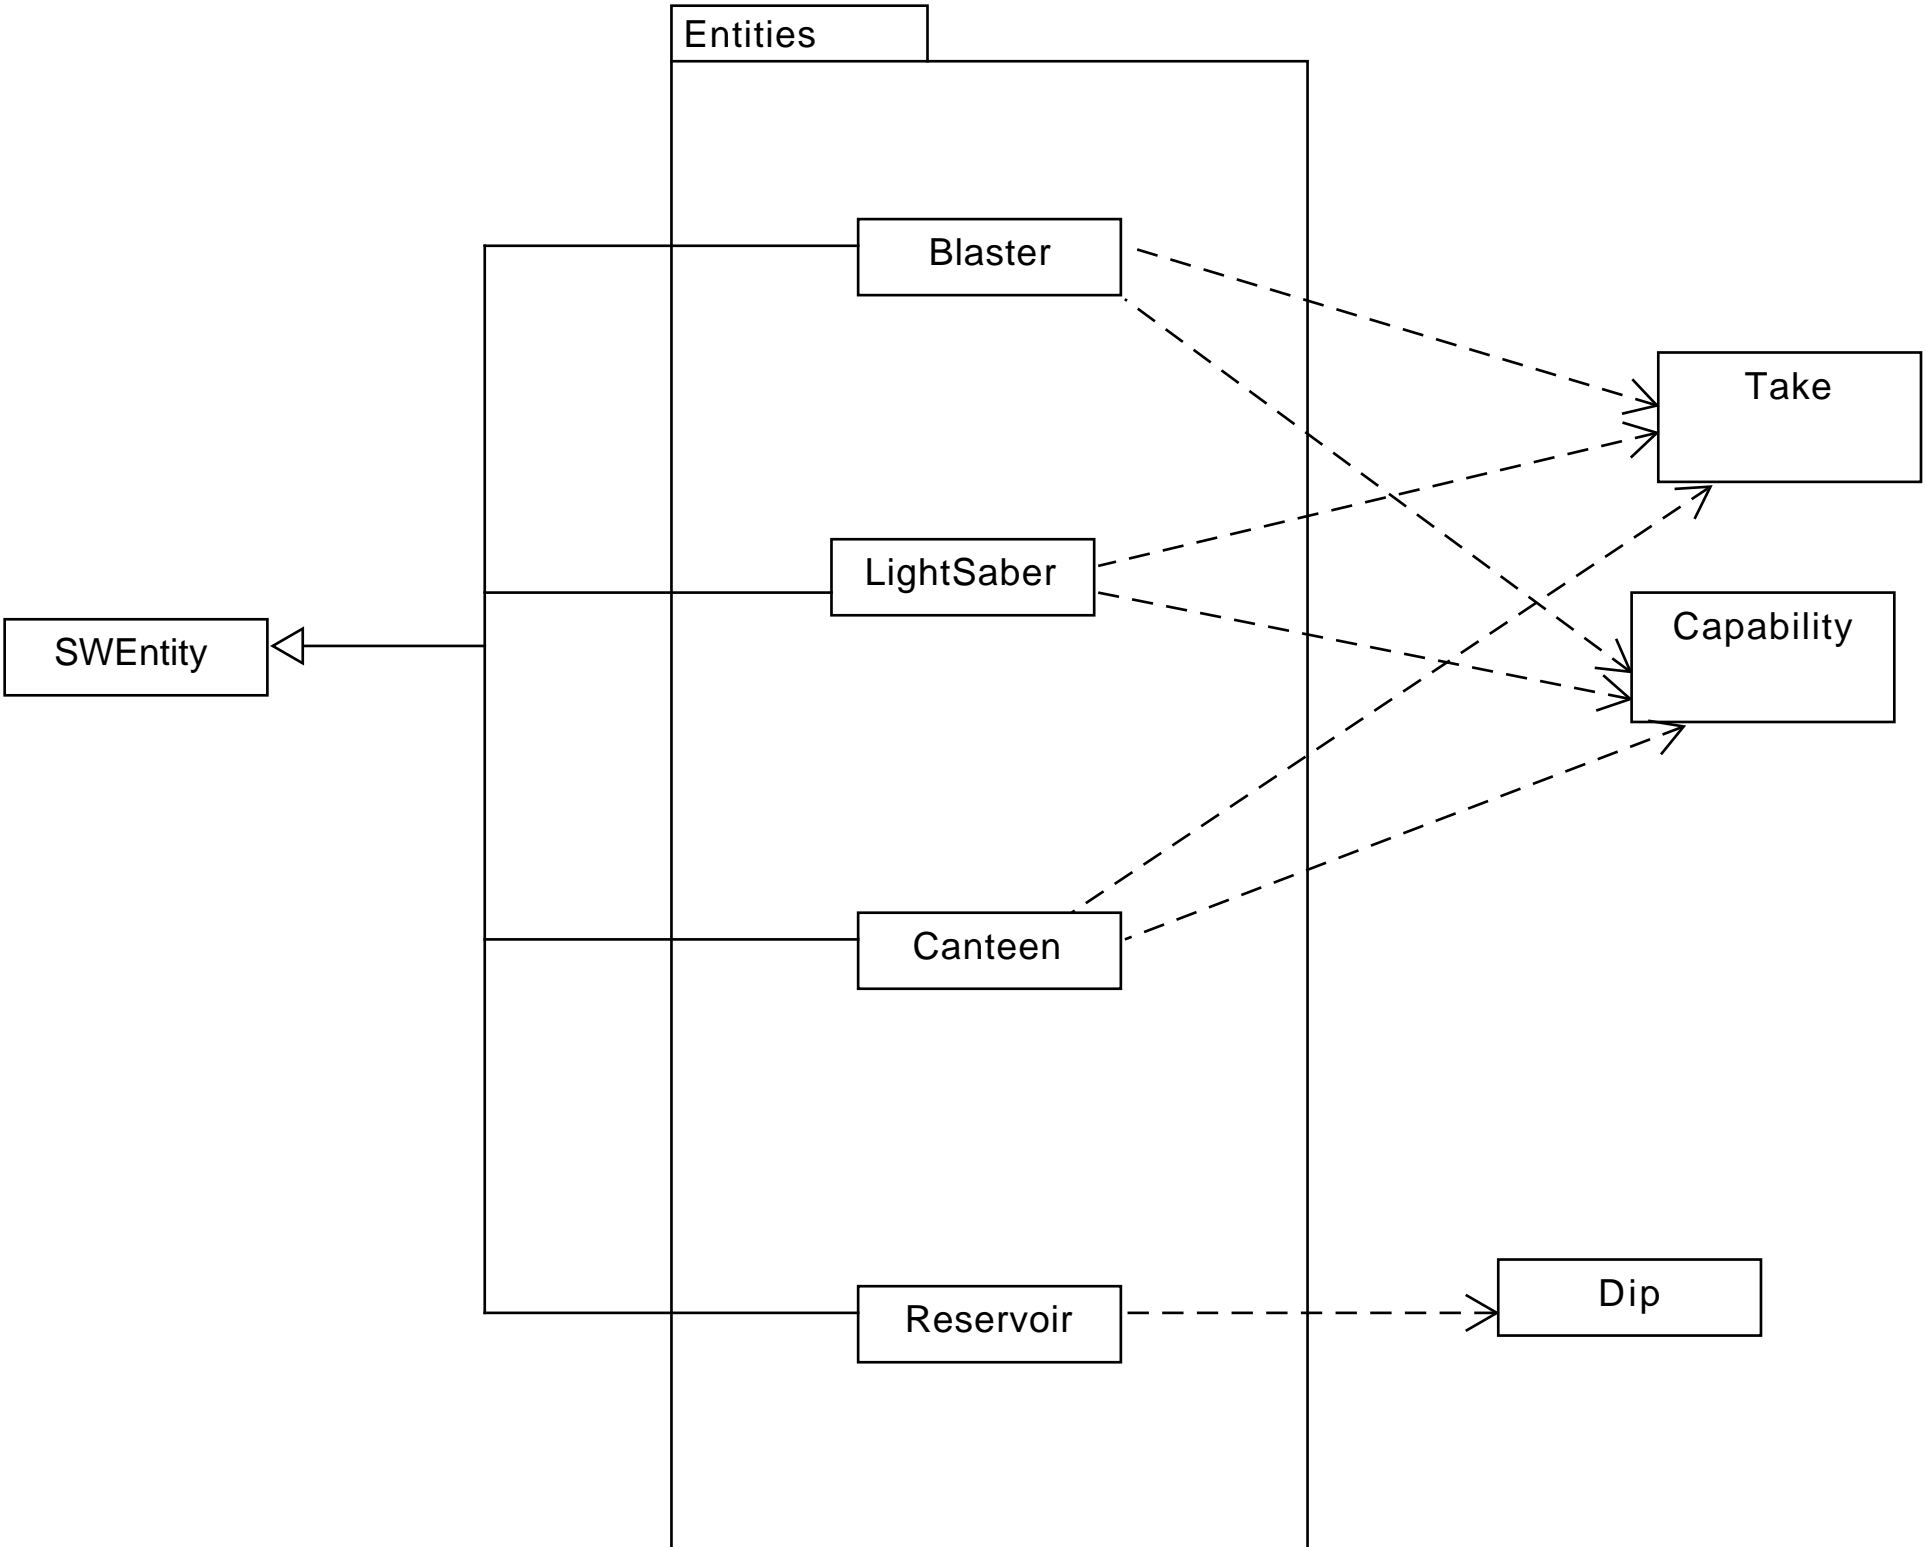 Entities
Blaster
Take
LightSaber
Capability
SWEntity
Canteen
Dip
Reservoir